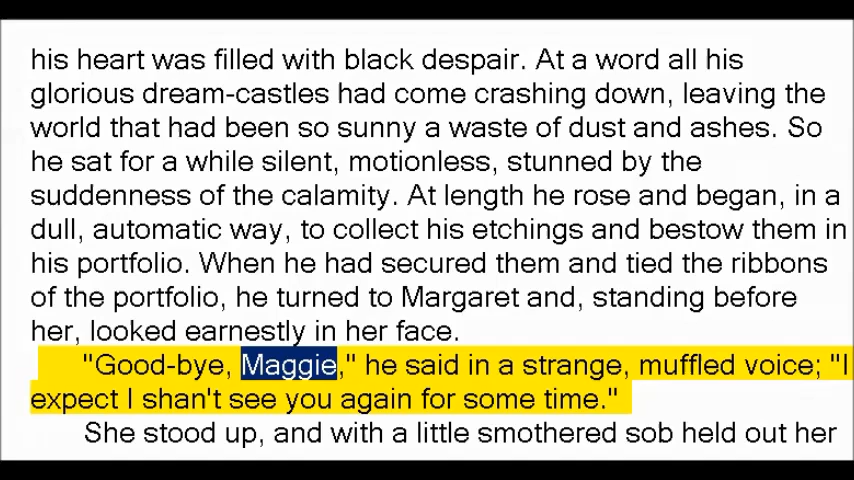 his heart was filled with black despair. At a word all his
glorious dream-castles had come crashing down, leaving the
world that had been so sunny a waste of dust and ashes. So
he sat for a while silent, motionless, stunned by the
suddenness of the calamity. At length he rose and began, in a
dull, automatic way, to collect his etchings and bestow them in
his portfolio. When he had secured them and tied the ribbons
of the portfolio, he turned to Margaret and, standing before
her, looked earnestly in her face.
"Good-bye, Maggie," he said in a strange, muffled voice; "I
expect I shan't see you again for some time."
She stood up, and with a little smothered sob held out her